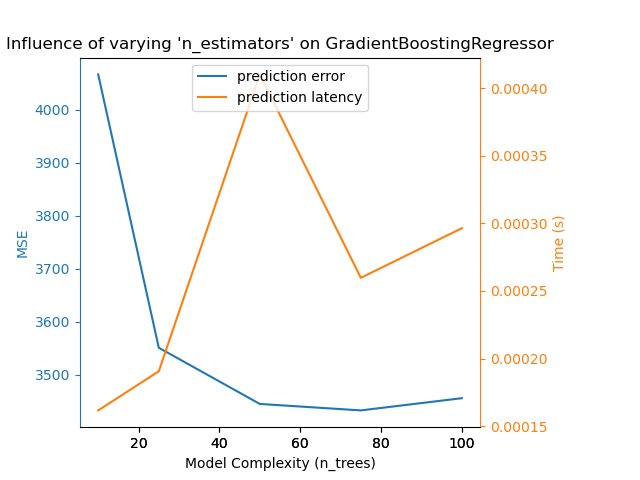 Influence of varying 'n_estimators' on GradientBoostingRegressor
prediction error
prediction latency
4000
3900
3800
3700
3600
3500
MSE
0.00040
0.00035
0.00030
0.00025
0.00020
0.00015
Time (s)
20 40 60 80 100
Model Complexity (n_trees)